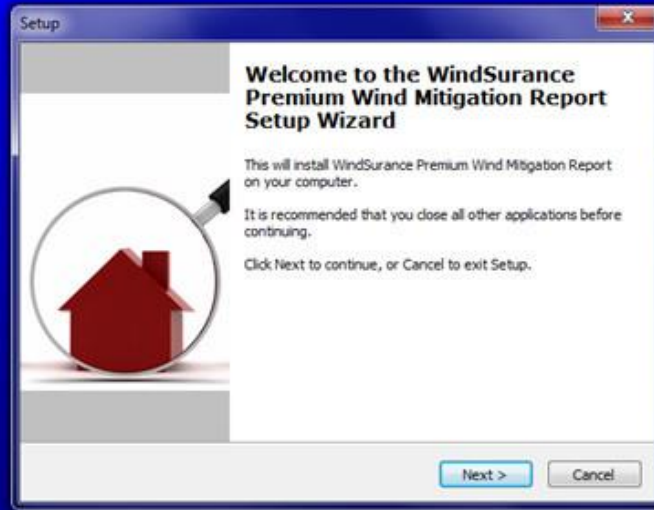 Setup
Welcome to the WindSurance
Premium Wind Mitigation Report
Setup Wizard
This will install WindSurance Premium Wind Mitigation Report
on your computer.
It is recommended that you close all other applications before
continuing.
Click Next to continue, or Cancel to exit Setup.
Next >
Cancel